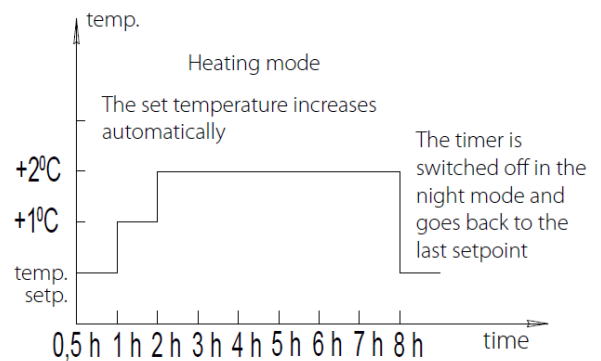 temp.
Heating mode
The set temperature increases
automatically
The timer is
switched off in the
night mode and
goes back to the
last setpoint
+2⁰C
+1⁰C
temp.
setp.
0,5 h 1 h 2 h 3 h 4 h 5 h 6 h 7 h 8 h
time